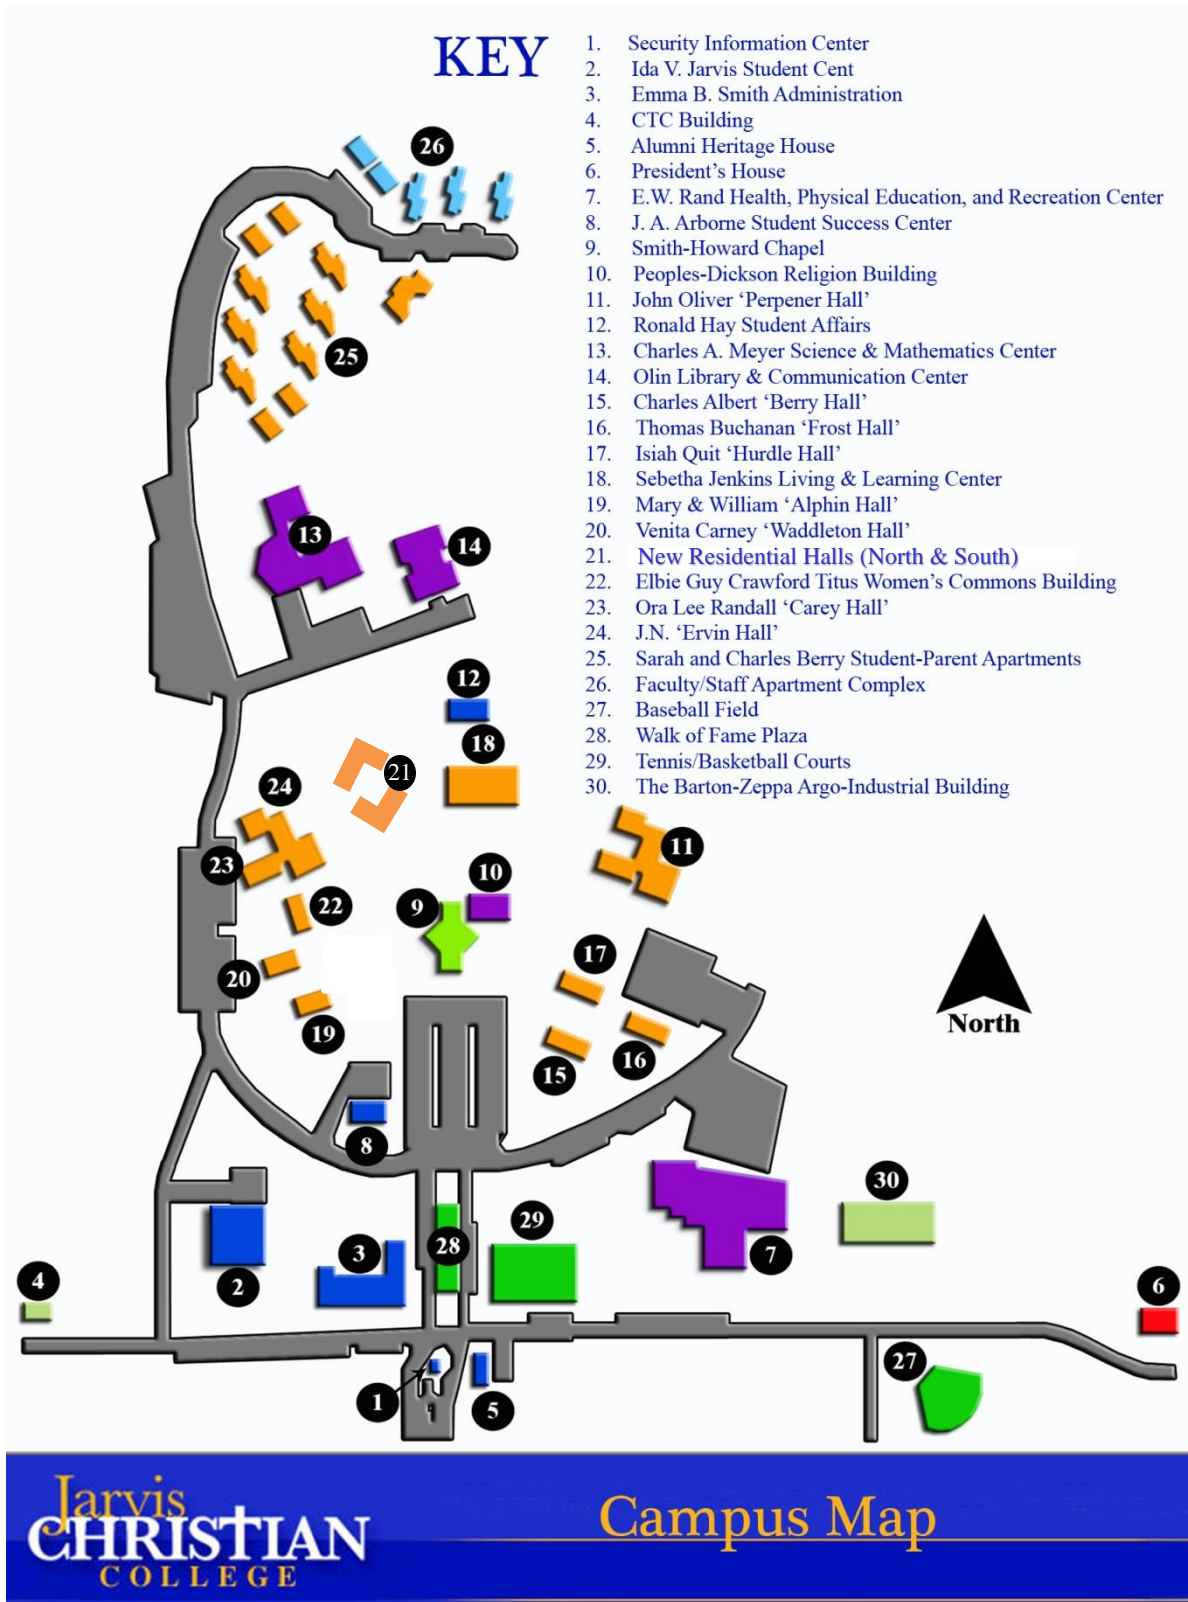 KEY
1. Security Information Center
2. Ida V. Jarvis Student Cent
3. Emma B. Smith Administration
4. CTC Building
5. Alumni Heritage House
6. President's House
7. E.W. Rand Health, Physical Education, and Recreation Center
8. J. A. Arborne Student Success Center
9. Smith-Howard Chapel
10. Peoples-Dickson Religion Building
11. John Oliver 'Perpener Hall'
12. Ronald Hay Student Affairs
13. Charles A. Meyer Science & Mathematics Center
14. Olin Library & Communication Center
15. Charles Albert 'Berry Hall'
16. Thomas Buchanan 'Frost Hall'
17. Isiah Quit 'Hurdle Hall'
18. Sebetha Jenkins Living & Learning Center
19. Mary & William 'Alphin Hall'
20. Venita Carney 'Waddleton Hall'
21. New Residential Halls (North & South)
22. Elbie Guy Crawford Titus Women's Commons Building
23. Ora Lee Randall 'Carey Hall'
24. J.N. 'Ervin Hall'
25. Sarah and Charles Berry Student-Parent Apartments
26. Faculty/Staff Apartment Complex
27. Baseball Field
28. Walk of Fame Plaza
29. Tennis/Basketball Courts
30. The Barton-Zeppa Argo-Industrial Building
26
25
13
14
12
18
21
24
11
23
10
22
9
17
20
19
16
15
8
30
29
28
3
7
4
2
6
27
1
5
North
Jarvis
CHRISTIAN
COLLEGE
Campus Map